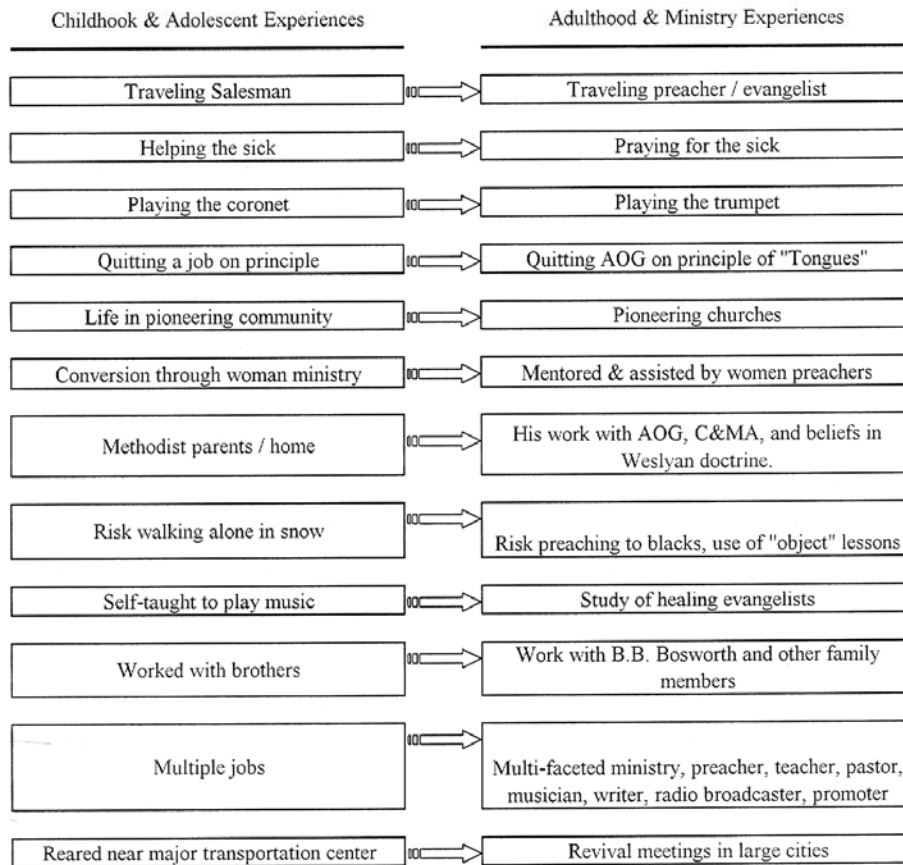 Childhook & Adolescent Experiences
Adulthood & Ministry Experiences
Traveling Salesman
Traveling preacher / evangelist
Helping the sick
Praying for the sick
Playing the coronet
Playing the trumpet
Quitting a job on principle
Quitting AOG on principle of "Tongues"
Life in pioneering community
Pioneering churches
Conversion through woman ministry
Mentored & assisted by women preachers
Methodist parents / home
His work with AOG, C&MA, and beliefs in
Weslyan doctrine.
Risk walking alone in snow
Risk preaching to blacks, use of "object" lessons
Self-taught to play music
Study of healing evangelists
Worked with brothers
Work with B.B. Bosworth and other family
members
Multiple jobs
Multi-faceted ministry, preacher, teacher, pastor,
musician, writer, radio broadcaster, promoter
Reared near major transportation center
Revival meetings in large cities